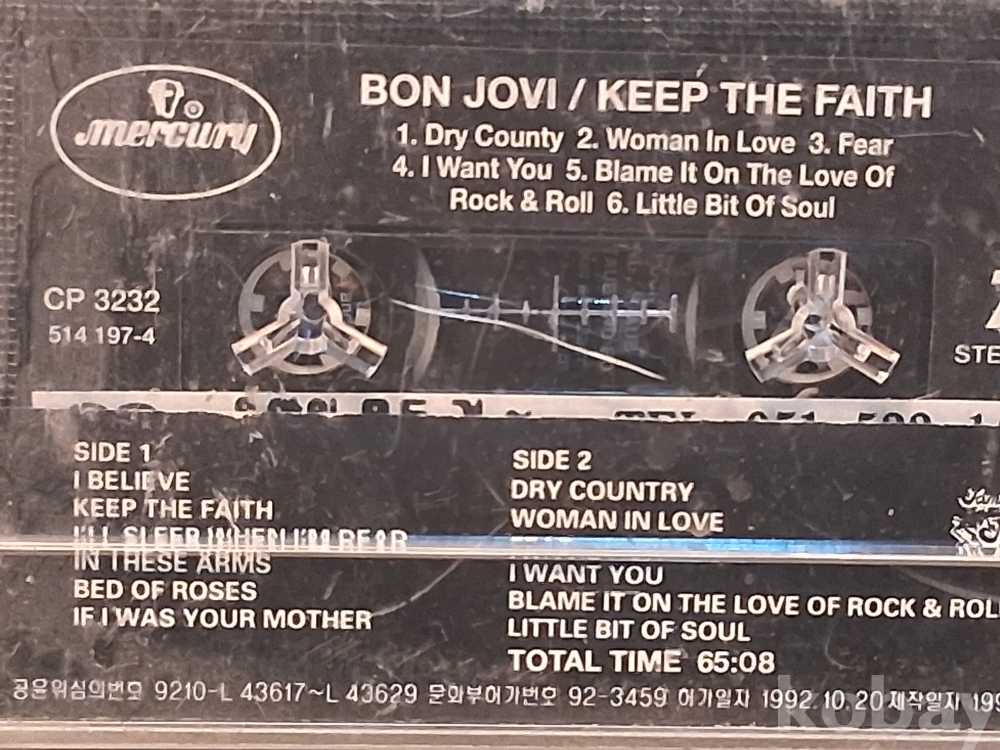 mercury
BON JOVI / KEEP THE FAITH
1. Dry County 2. Woman In Love 3. Fear
4. I Want You 5. Blame It On The Love Of
Rock & Roll 6. Little Bit Of Soul
CP 3232
514 197-4
SIDE 1
I BELIEVE
KEEP THE FAITH
I'LL SLEEP WHEN I'M
IN THESE ARMS
BED OF ROSES
IF I WAS YOUR MOTHER
SIDE 2
DRY COUNTRY
WOMAN IN LOVE
I WANT YOU
BLAME IT ON THE LOVE OF ROCK & ROL
LITTLE BIT OF SOUL
TOTAL TIME 65:08
공윤위심의번호 9210-L 43617~L 43629 문화부허가번호 92-3459 허가일자 1992.10.20 제작일자 199
kobay